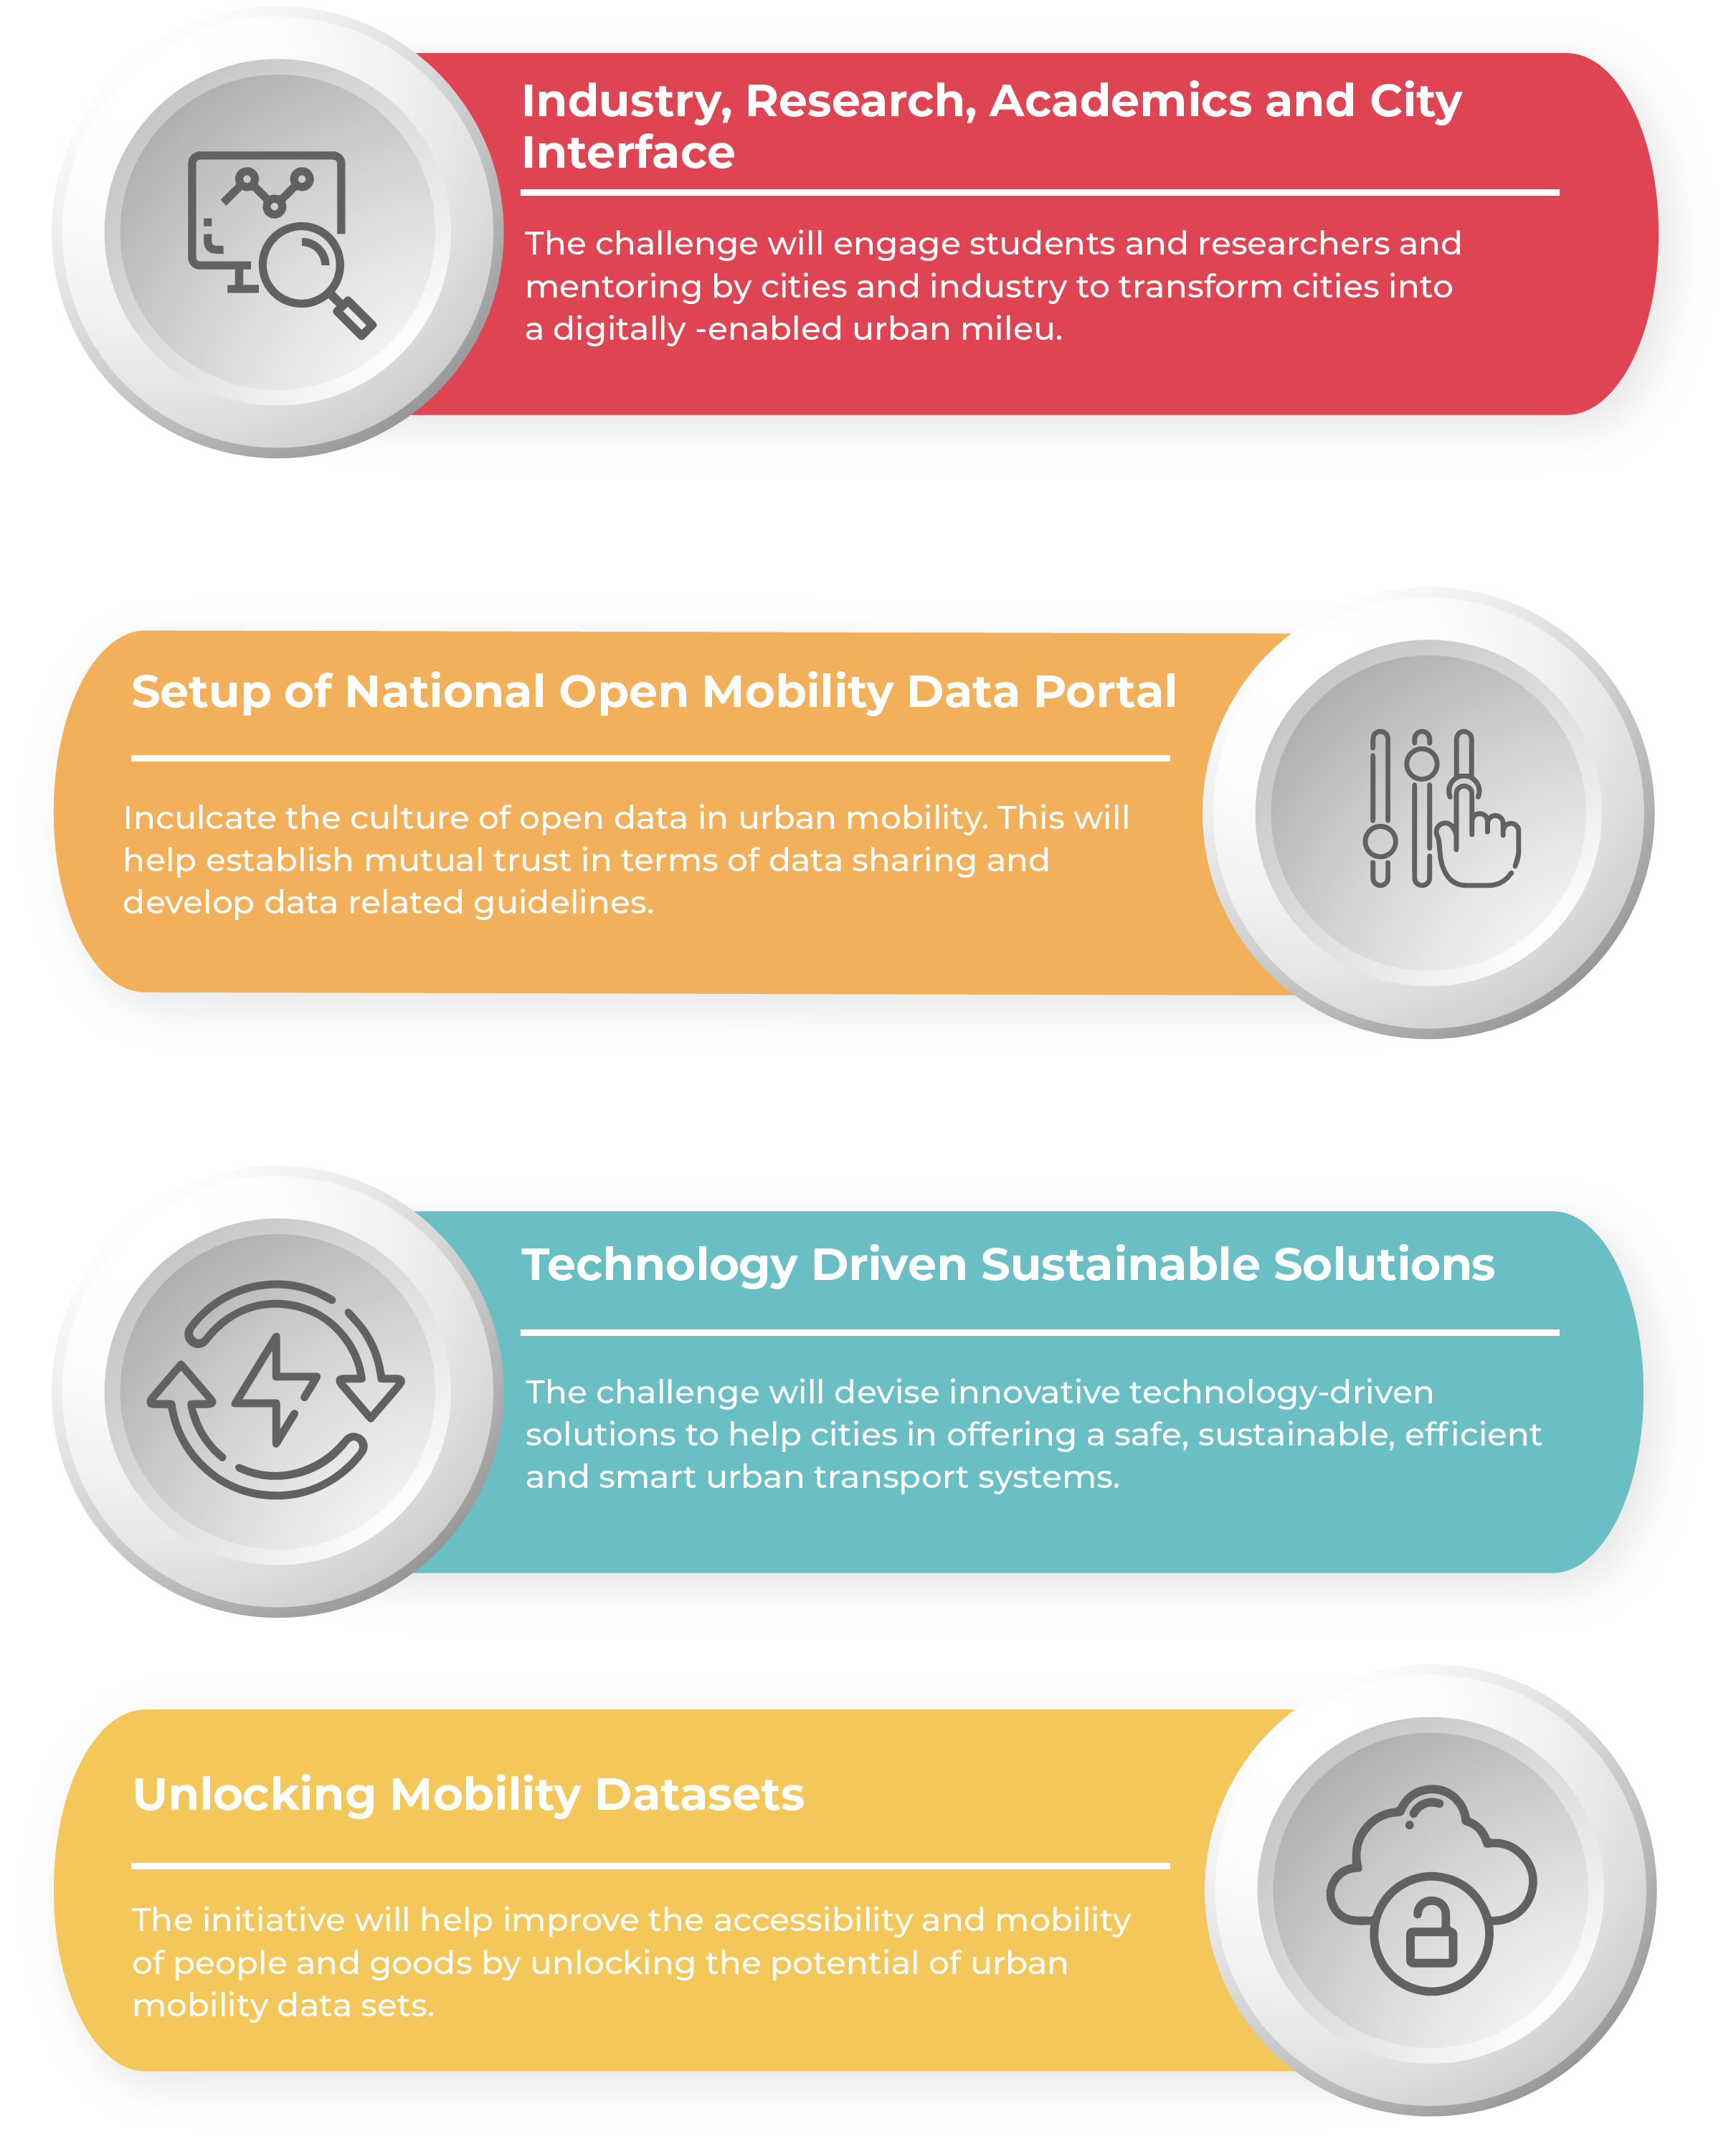 Industry, Research, Academics and City
Interface
The challenge will engage students and researchers and
mentoring by cities and industry to transform cities into
a digitally -enabled urban mileu.
Setup of National Open Mobility Data Portal
Inculcate the culture of open data in urban mobility. This will
help establish mutual trust in terms of data sharing and
develop data related guidelines.
Technology Driven Sustainable Solutions
The challenge will devise innovative technology-driven
solutions to help cities in offering a safe, sustainable, efficient
and smart urban transport systems.
Unlocking Mobility Datasets
The initiative will help improve the accessibility and mobility
of people and goods by unlocking the potential of urban
mobility data sets.